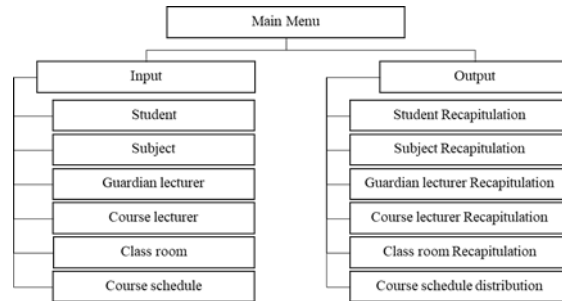 Main Menu
Input
Student
Subject
Guardian lecturer
Course lecturer
Class room
Course schedule
Output
Student Recapitulation
Subject Recapitulation
Guardian lecturer Recapitulation
Course lecturer Recapitulation
Class room Recapitulation
Course schedule distribution